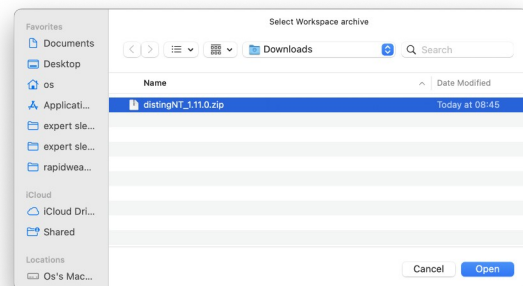 Select Workspace archive
Favorites
Documents
Desktop
os
Applicati...
expert sle...
expert sle...
rapidwea...
iCloud
iCloud Dri...
Shared
Locations
Os's Mac...
Downloads
Search
Name
Date Modified
distingNT_1.11.0.zip
Today at 08:45
Cancel
Open